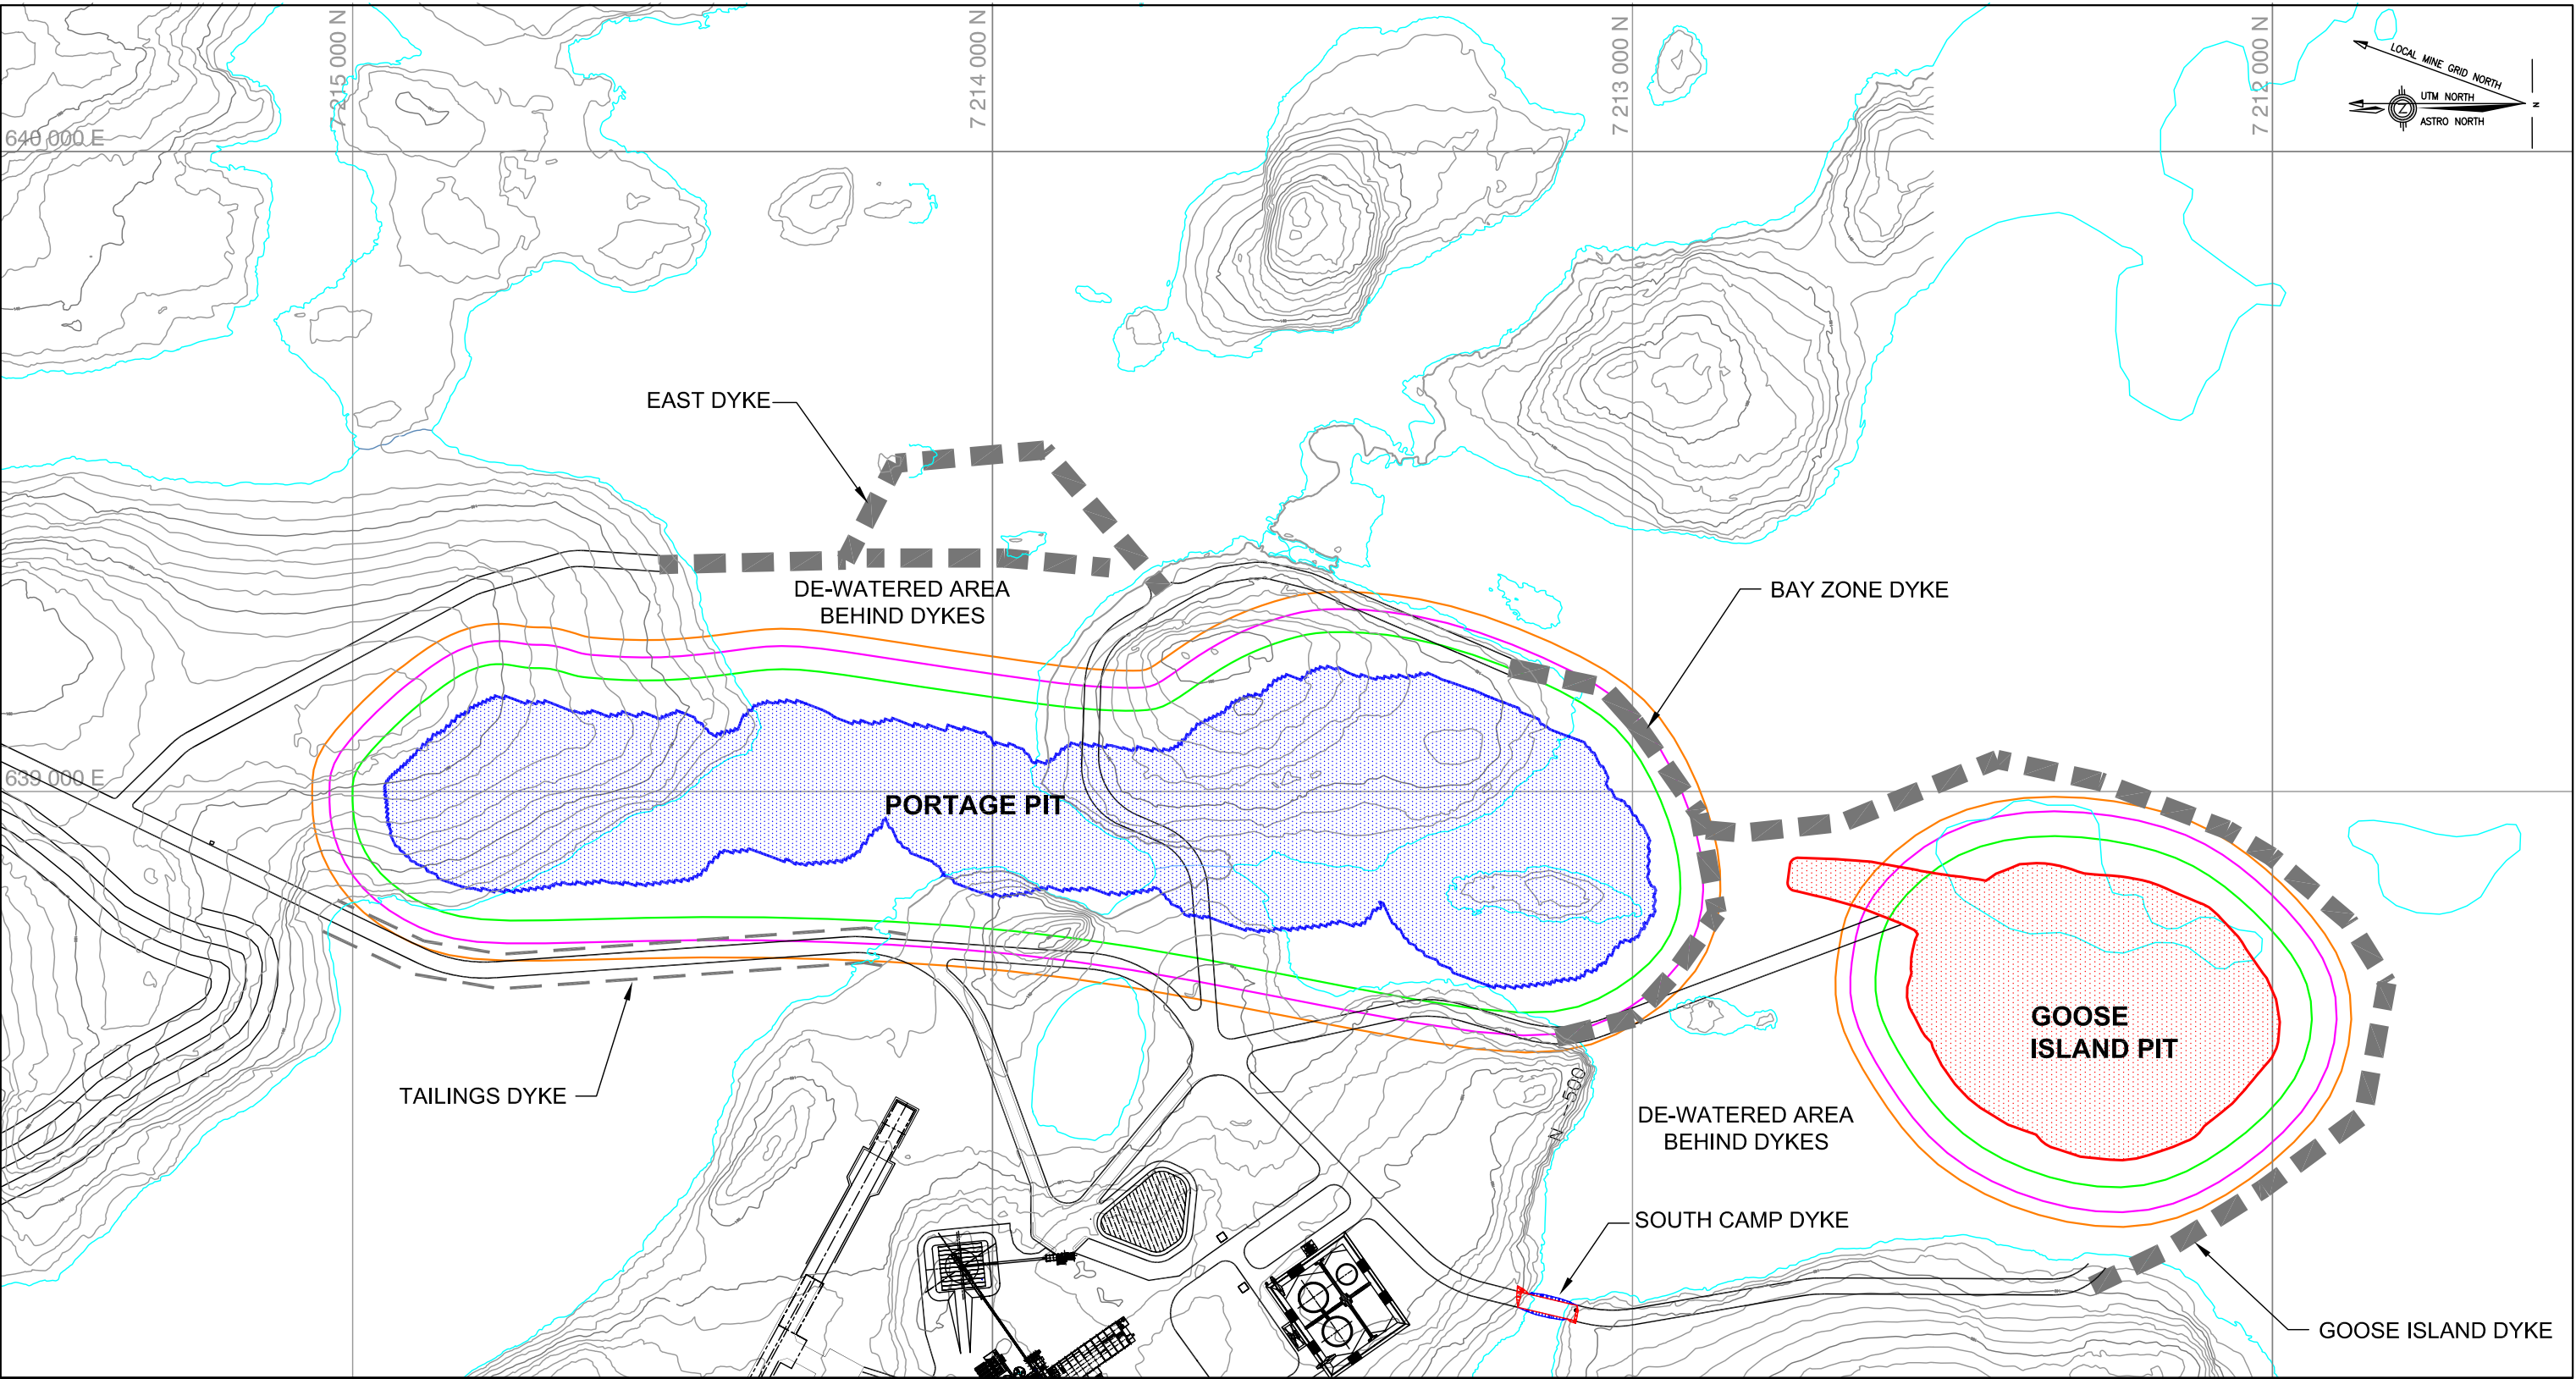 7 215 000 N
7 214 000 N
7 213 000 N
7 212 000 N
LOCAL MINE GRID NORTH
UTM NORTH
Z
N
ASTRO NORTH
640 000 E
EAST DYKE
DE-WATERED AREA
BEHIND DYKES
BAY ZONE DYKE
639 000 E
PORTAGE PIT
GOOSE
ISLAND PIT
TAILINGS DYKE
N -500
DE-WATERED AREA
BEHIND DYKES
SOUTH CAMP DYKE
GOOSE ISLAND DYKE